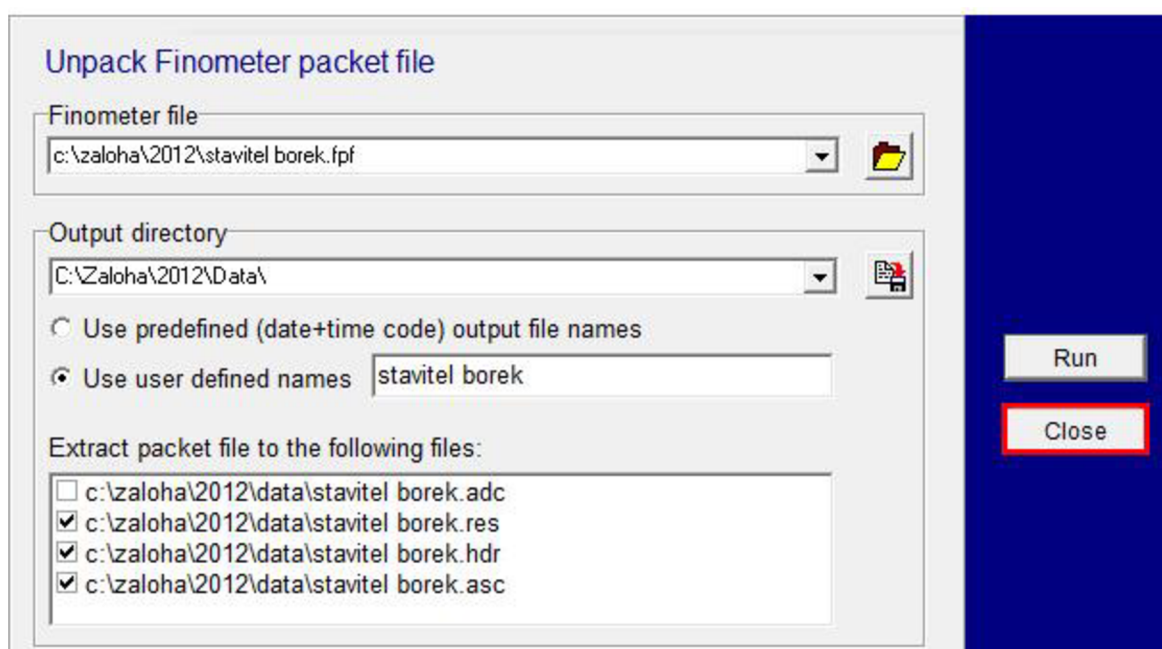 Unpack Finometer packet file
Finometer file
c:\zaloha\2012\stavitel borek.fpf
Output directory
C:\Zaloha\2012\Data\
Use predefined (date+time code) output file names
Use user defined names stavitel borek
Run
Close
Extract packet file to the following files:
c:\zaloha\2012\data\stavitel borek.adc
c:\zaloha\2012\data\stavitel borek.res
c:\zaloha\2012\data\stavitel borek.hdr
c:\zaloha\2012\data\stavitel borek.asc